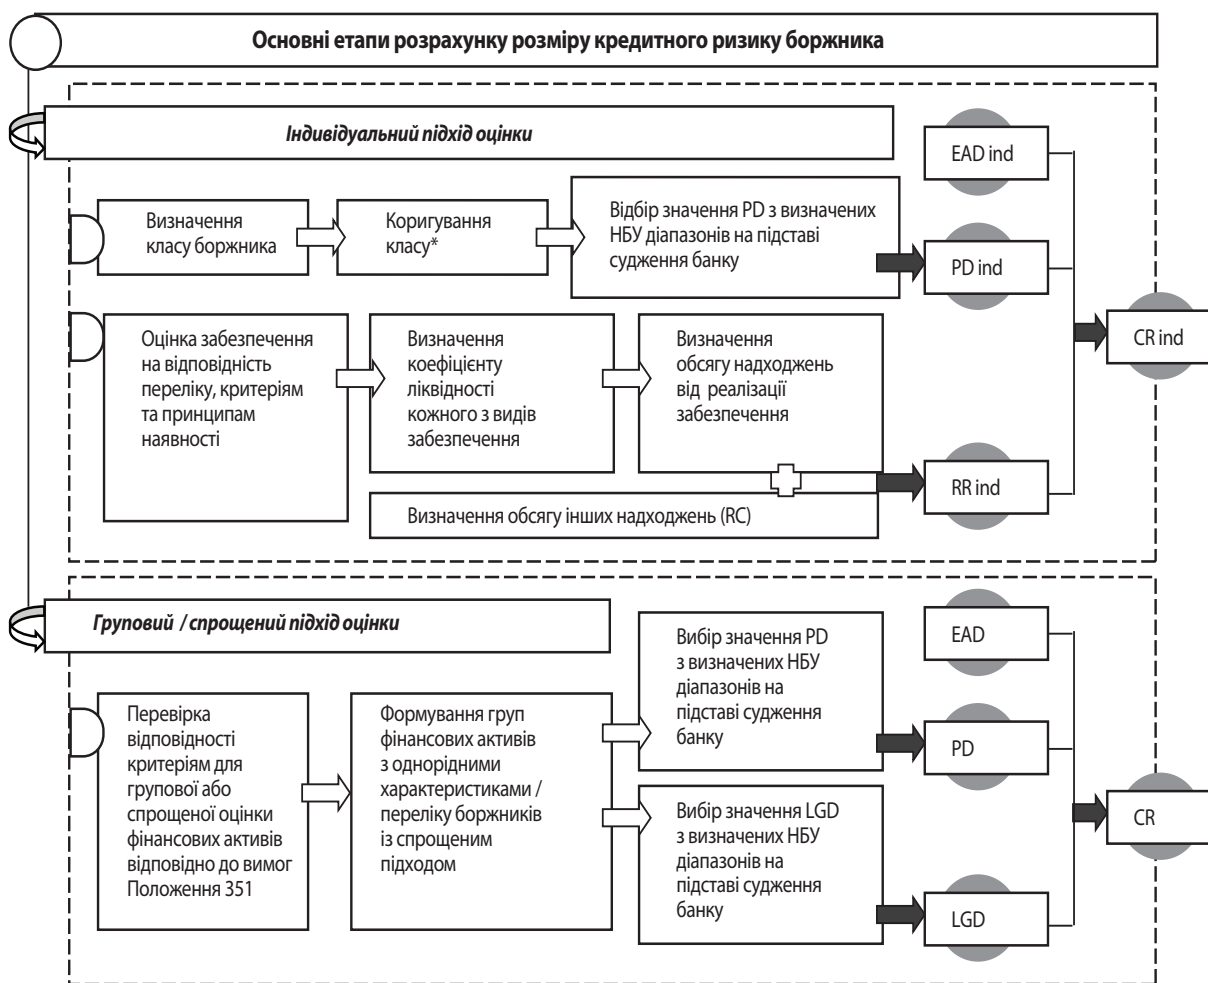 Основні етапи розрахунку розміру кредитного ризику боржника
Індивідуальний підхід оцінки
EAD ind
Визначення
класу боржника
Коригування
класу*
Відбір значення PD з визначених
НБУ діапазонів на підставі
судження банку
PD ind
Оцінка забезпечення
на відповідність
переліку, критеріям
та принципам
наявності
Визначення
коефіцієнту
ліквідності
кожного з видів
забезпечення
Визначення
обсягу надходжень
від реалізації
забезпечення
CR ind
RR ind
Визначення обсягу інших надходжень (RC)
Груповий / спрощений підхід оцінки
EAD
Перевірка
відповідності
критеріям для
групової або
спрощеної оцінки
фінансових активів
відповідно до вимог
Положення 351
Формування груп
фінансових активів
з однорідними
характеристиками /
переліку боржників
із спрощеним
підходом
Вибір значення PD
з визначених НБУ
діапазонів на
підставі судження
банку
PD
Вибір значення LGD
з визначених НБУ
діапазонів на
підставі судження
банку
CR
LGD